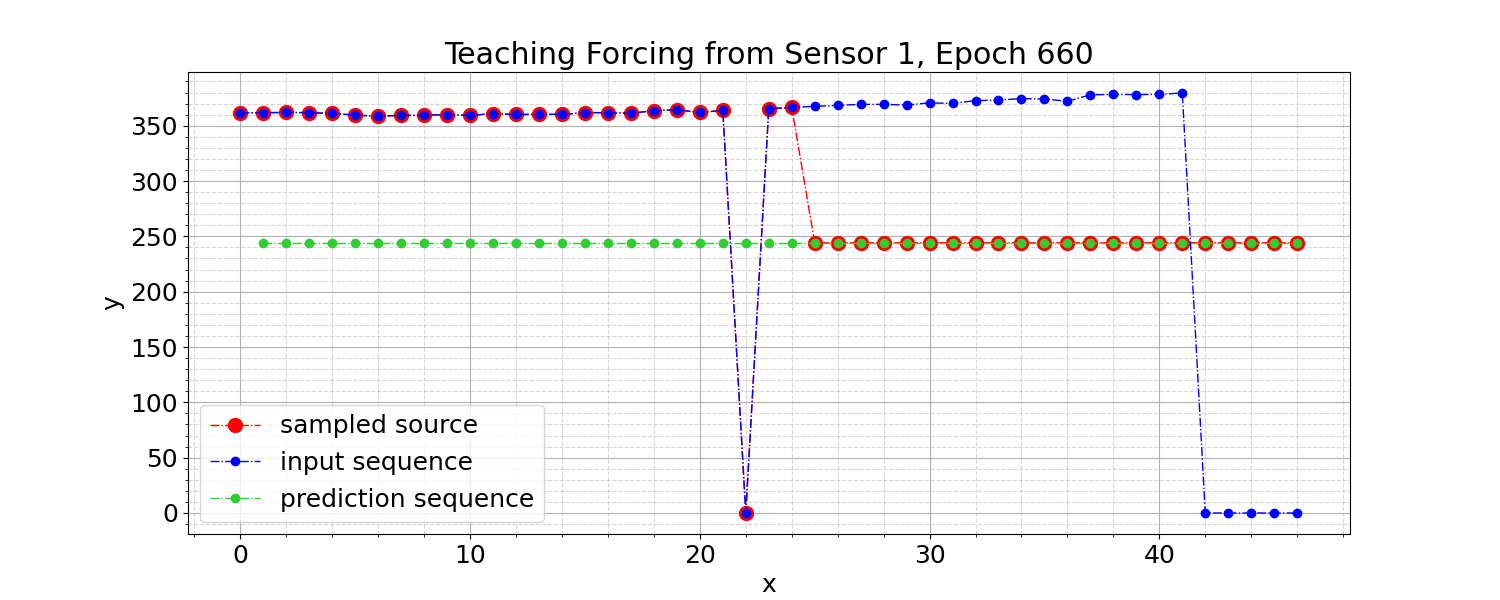 Teaching Forcing from Sensor 1, Epoch 660
y
350
300
250
200
150
100
50
0
sampled source
input sequence
prediction sequence
0 10 20 30 40
x